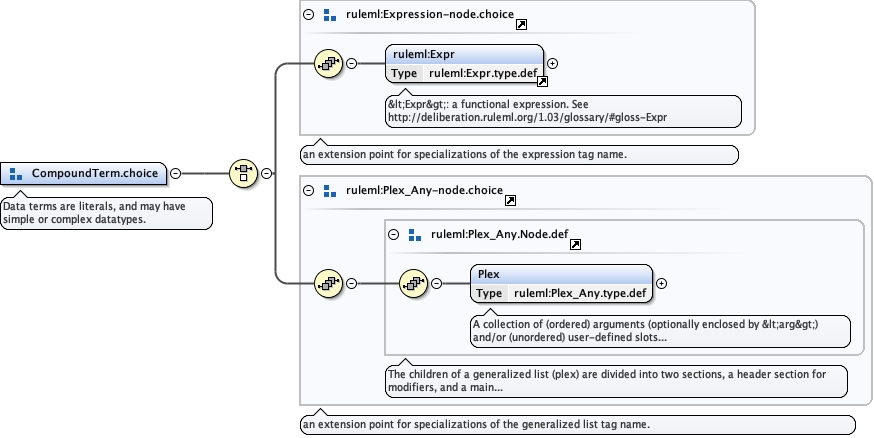 ruleml:Expression-node.choice
ruleml:Expr
Type ruleml:Expr.type.def
&lt;Expr&gt;: a functional expression. See
http://deliberation.ruleml.org/1.03/glossary/#gloss-Expr
an extension point for specializations of the expression tag name.
CompoundTerm.choice
Data terms are literals, and may have
simple or complex datatypes.
ruleml:Plex_Any-node.choice
ruleml:Plex_Any.Node.def
Plex
Type ruleml:Plex_Any.type.def
A collection of (ordered) arguments (optionally enclosed by &lt;arg&gt;)
and/or (unordered) user-defined slots...
The children of a generalized list (plex) are divided into two sections, a header section for
modifiers, and a main...
an extension point for specializations of the generalized list tag name.